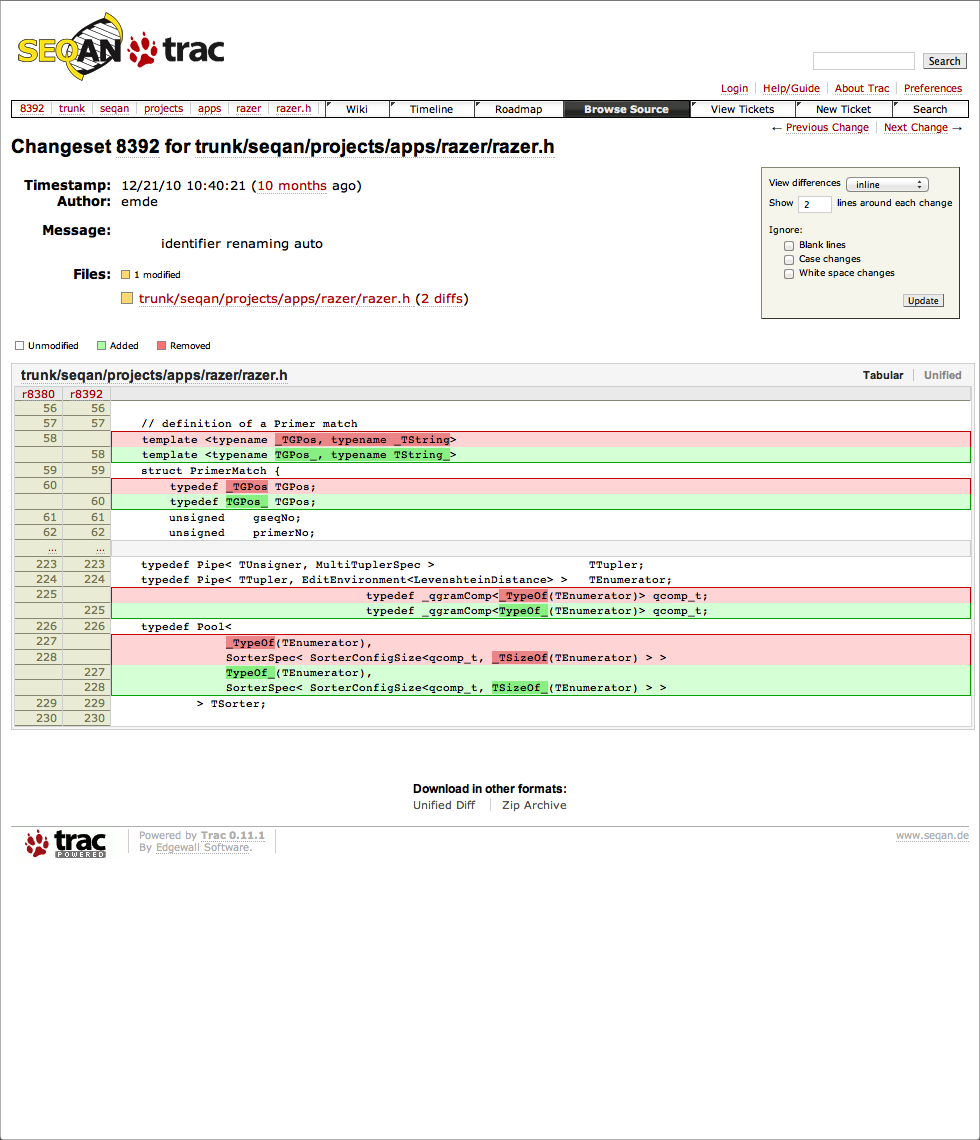 SEQAN trac
Search
Login Help/Guide About Trac Preferences
8392 trunk seqan projects apps razer razer.h Wiki Timeline Roadmap Browse Source View Tickets New Ticket Search
← Previous Change Next Change →
Changeset 8392 for trunk/seqan/projects/apps/razer/razer.h
Timestamp: 12/21/10 10:40:21 (10 months ago)
Author: emde
Message:
identifier renaming auto
Files: 1 modified
trunk/seqan/projects/apps/razer/razer.h (2 diffs)
View differences inline
Show 2 lines around each change
Ignore:
Blank lines
Case changes
White space changes
Update
Unmodified Added Removed
trunk/seqan/projects/apps/razer/razer.h Tabular Unified
r8380 r8392
56 56
57 57 // definition of a Primer match
58 template <typename _TGPos, typename _TString>
58 template <typename TGPos_, typename TString_>
59 59 struct PrimerMatch {
60 typedef _TGPos TGPos;
60 typedef TGPos_ TGPos;
61 61 unsigned gseqNo;
62 62 unsigned primerNo;
… …
223 223 typedef Pipe< TUnsigner, MultiTuplerSpec > TTupler;
224 224 typedef Pipe< TTupler, EditEnvironment<LevenshteinDistance> > TEnumerator;
225 typedef _qgramComp<_TypeOf(TEnumerator)> qcomp_t;
225 typedef _qgramComp<TypeOf_(TEnumerator)> qcomp_t;
226 226 typedef Pool<
227 _TypeOf(TEnumerator),
228 SorterSpec< SorterConfigSize<qcomp_t, _TSizeOf(TEnumerator) > >
227 TypeOf_(TEnumerator),
228 SorterSpec< SorterConfigSize<qcomp_t, TSizeOf_(TEnumerator) > >
229 229 > TSorter;
230 230
Download in other formats:
Unified Diff Zip Archive
trac POWERED
Powered by Trac 0.11.1
By Edgewall Software.
www.seqan.de